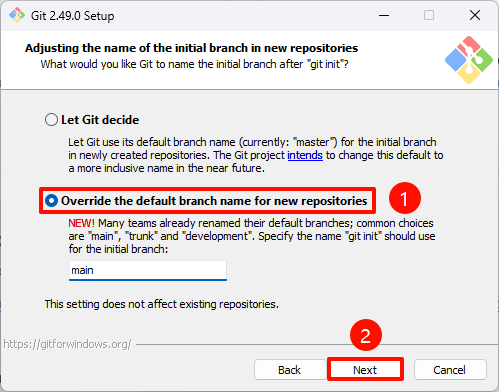 Git 2.49.0 Setup
Adjusting the name of the initial branch in new repositories
What would you like Git to name the initial branch after "git init"?
Let Git decide
Let Git use its default branch name (currently: "master") for the initial branch
in newly created repositories. The Git project intends to change this default to
a more inclusive name in the near future.
Override the default branch name for new repositories
1
NEW! Many teams already renamed their default branches; common choices
are "main", "trunk" and "development". Specify the name "git init" should use
for the initial branch:
main
This setting does not affect existing repositories.
2
https://gitforwindows.org/
Back
Next
Cancel